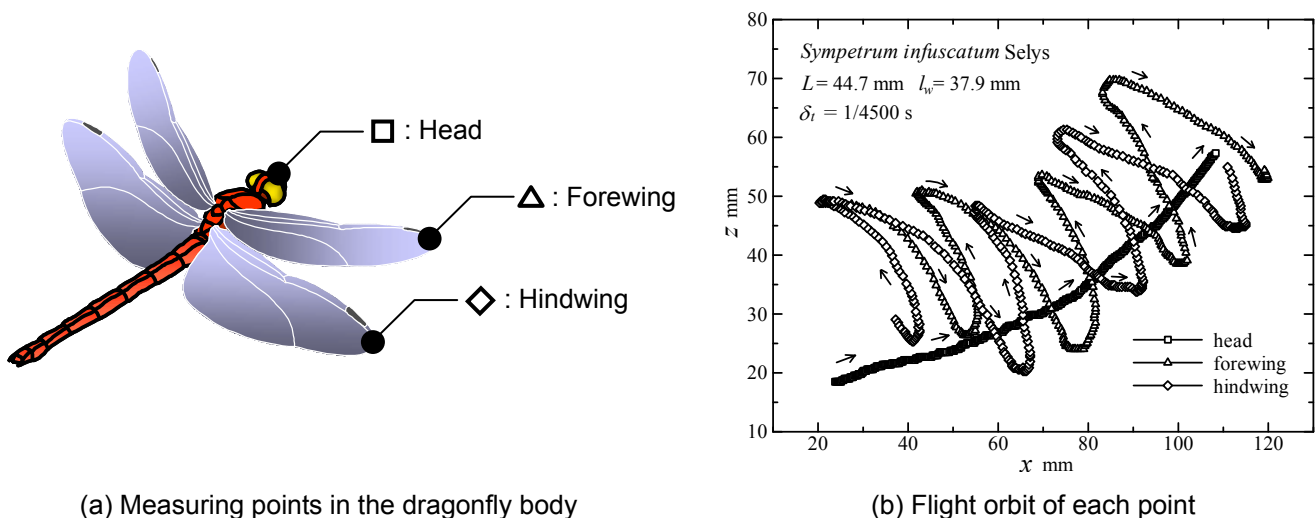 □ : Head
△ : Forewing
◇ : Hindwing
(a) Measuring points in the dragonfly body
Sympetrum infuscatum Selys
L = 44.7 mm l_w = 37.9 mm
δ_t = 1/4500 s
80
70
60
50
40
30
20
10
z mm
head
forewing
hindwing
20 40 60 80 100 120
x mm
(b) Flight orbit of each point